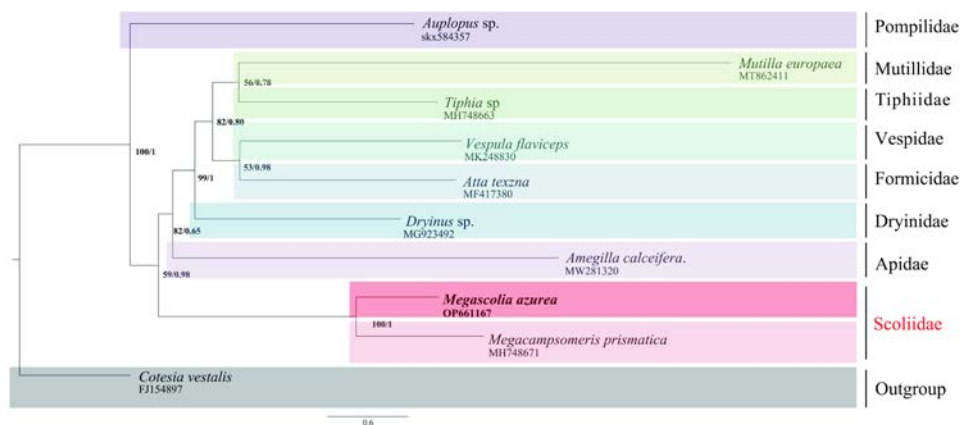 Auplopus sp.
skx584357
Pompilidae
Mutilla europaea
MT862411
Mutillidae
56/0.78
Tiphia sp
MH748663
Tiphiidae
82/0.80
Vespula flaviceps
MK248830
Vespidae
100/1
53/0.98
99/1
Atta texzna
MF417380
Formicidae
Dryinus sp.
MG923492
Dryinidae
82/0.65
Amegilla calceifera.
MW281320
Apidae
59/0.98
Megascolia azurea
OP661167
Scoliidae
100/1
Megacampsomeris prismatica
MH748671
Cotesia vestalis
FJ154897
Outgroup
0.6